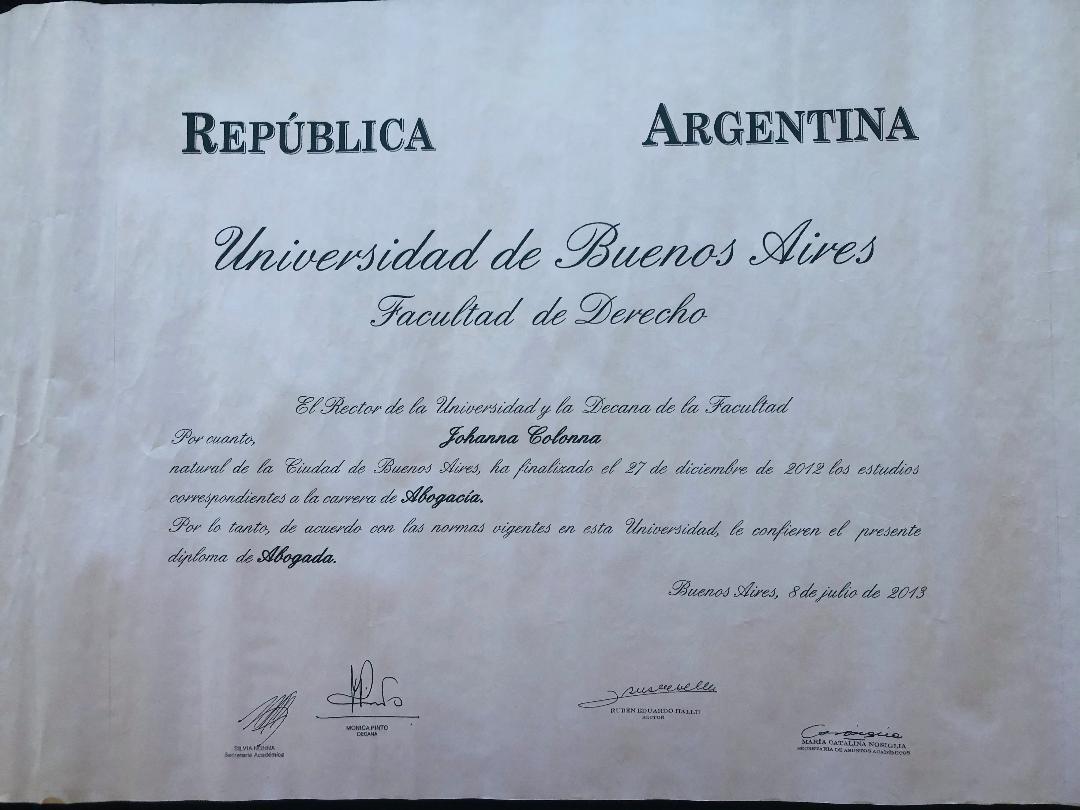 REPÚBLICA ARGENTINA
Universidad de Buenos Aires
Facultad de Derecho
El Rector de la Universidad y la Decana de la Facultad
Por cuanto, Johanna Colonna
natural de la Ciudad de Buenos Aires, ha finalizado el 27 de diciembre de 2012 los estudios
correspondientes a la carrera de Abogacía.
Por lo tanto, de acuerdo con las normas vigentes en esta Universidad, le confieren el presente
diploma de Abogada.
Buenos Aires, 8 de julio de 2013
SILVIA
Secretaria Académica
MONICA PINTO
DECANA
RUBEN EDUARDO HALLU
RECTOR
MARÍA CATALINA NOSIGLIA
SECRETARIA DE ASUNTOS ACADÉMICOS